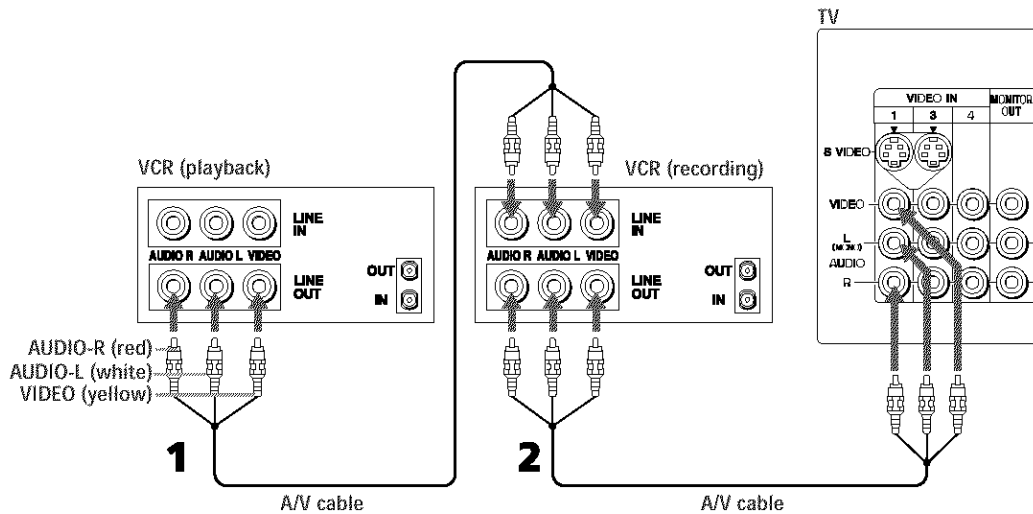 TV
VIDEO IN
MONITOR
OUT
1 3 4
S VIDEO
VIDEO
L
(MONO)
AUDIO
R
VCR (playback)
LINE
IN
AUDIO R AUDIO L VIDEO
LINE
OUT
OUT
IN
VCR (recording)
LINE
IN
AUDIO R AUDIO L VIDEO
LINE
OUT
OUT
IN
AUDIO-R (red)
AUDIO-L (white)
VIDEO (yellow)
1
2
A/V cable
A/V cable